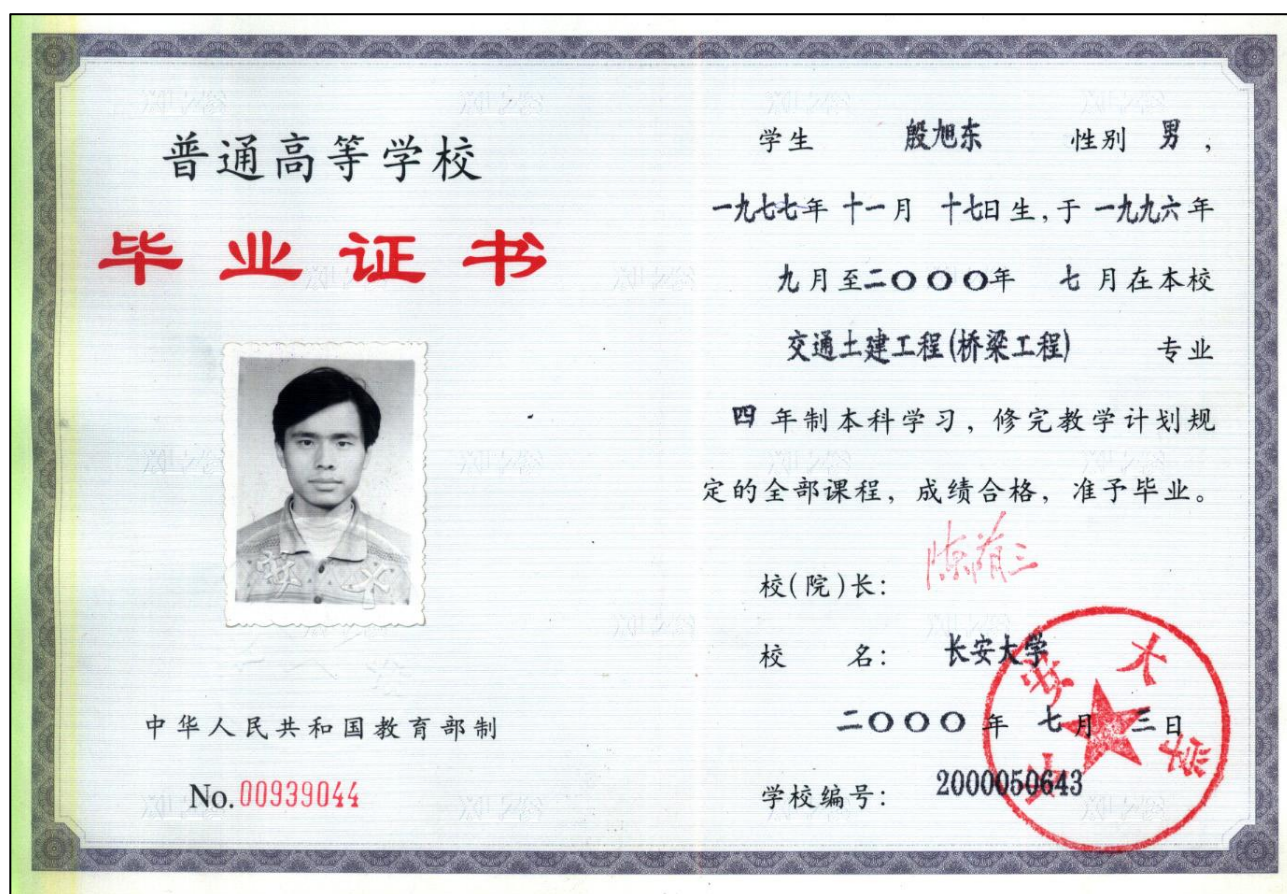 普通高等学校
毕业证书
中华人民共和国教育部制
No.00939044
学生 殷旭东 性别 男，
一九七七年 十一月 十七日生，于 一九九六年
九月至二〇〇〇年 七月在本校
交通土建工程(桥梁工程) 专业
四年制本科学习，修完教学计划规
定的全部课程，成绩合格，准予毕业。
校(院)长：
校 名： 长安大学
二〇〇〇年 七月 三日
学校编号： 2000050643
长安大学